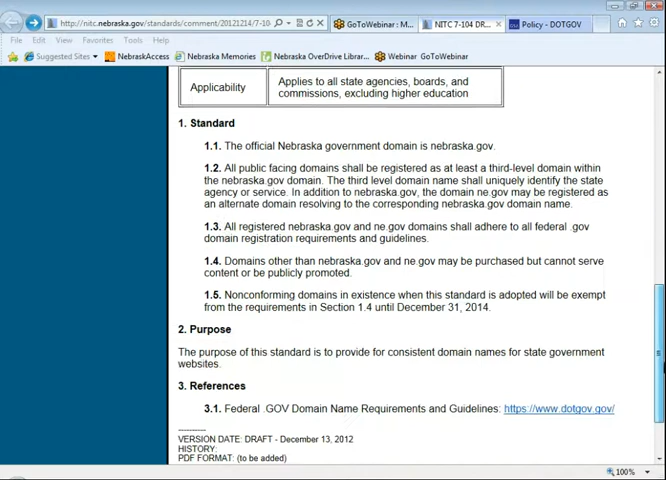 http://nitc.nebraska.gov/standards/comment/20121214/7-10
GoToWebinar : M...
NITC 7-104 DR...
Policy - DOTGOV
File Edit View Favorites Tools Help
Suggested Sites
NebraskAccess
Nebraska Memories
Nebraska OverDrive Librar...
Webinar GoToWebinar
Applicability
Applies to all state agencies, boards, and
commissions, excluding higher education
1. Standard
1.1. The official Nebraska government domain is nebraska.gov.
1.2. All public facing domains shall be registered as at least a third-level domain within
the nebraska.gov domain. The third level domain name shall uniquely identify the state
agency or service. In addition to nebraska.gov, the domain ne.gov may be registered as
an alternate domain resolving to the corresponding nebraska.gov domain name.
1.3. All registered nebraska.gov and ne.gov domains shall adhere to all federal .gov
domain registration requirements and guidelines.
1.4. Domains other than nebraska.gov and ne.gov may be purchased but cannot serve
content or be publicly promoted.
1.5. Nonconforming domains in existence when this standard is adopted will be exempt
from the requirements in Section 1.4 until December 31, 2014.
2. Purpose
The purpose of this standard is to provide for consistent domain names for state government
websites.
3. References
3.1. Federal .GOV Domain Name Requirements and Guidelines: https://www.dotgov.gov/
----------
VERSION DATE: DRAFT - December 13, 2012
HISTORY:
PDF FORMAT: (to be added)
100%